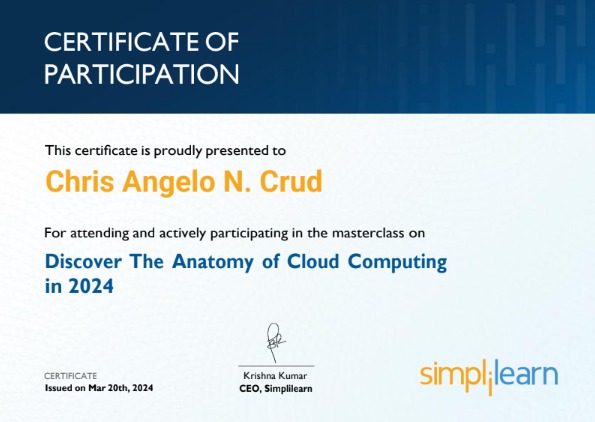 CERTIFICATE OF
PARTICIPATION
This certificate is proudly presented to
Chris Angelo N. Crud
For attending and actively participating in the masterclass on
Discover The Anatomy of Cloud Computing
in 2024
CERTIFICATE
Issued on Mar 20th, 2024
Krishna Kumar
CEO, Simplilearn
simplilearn